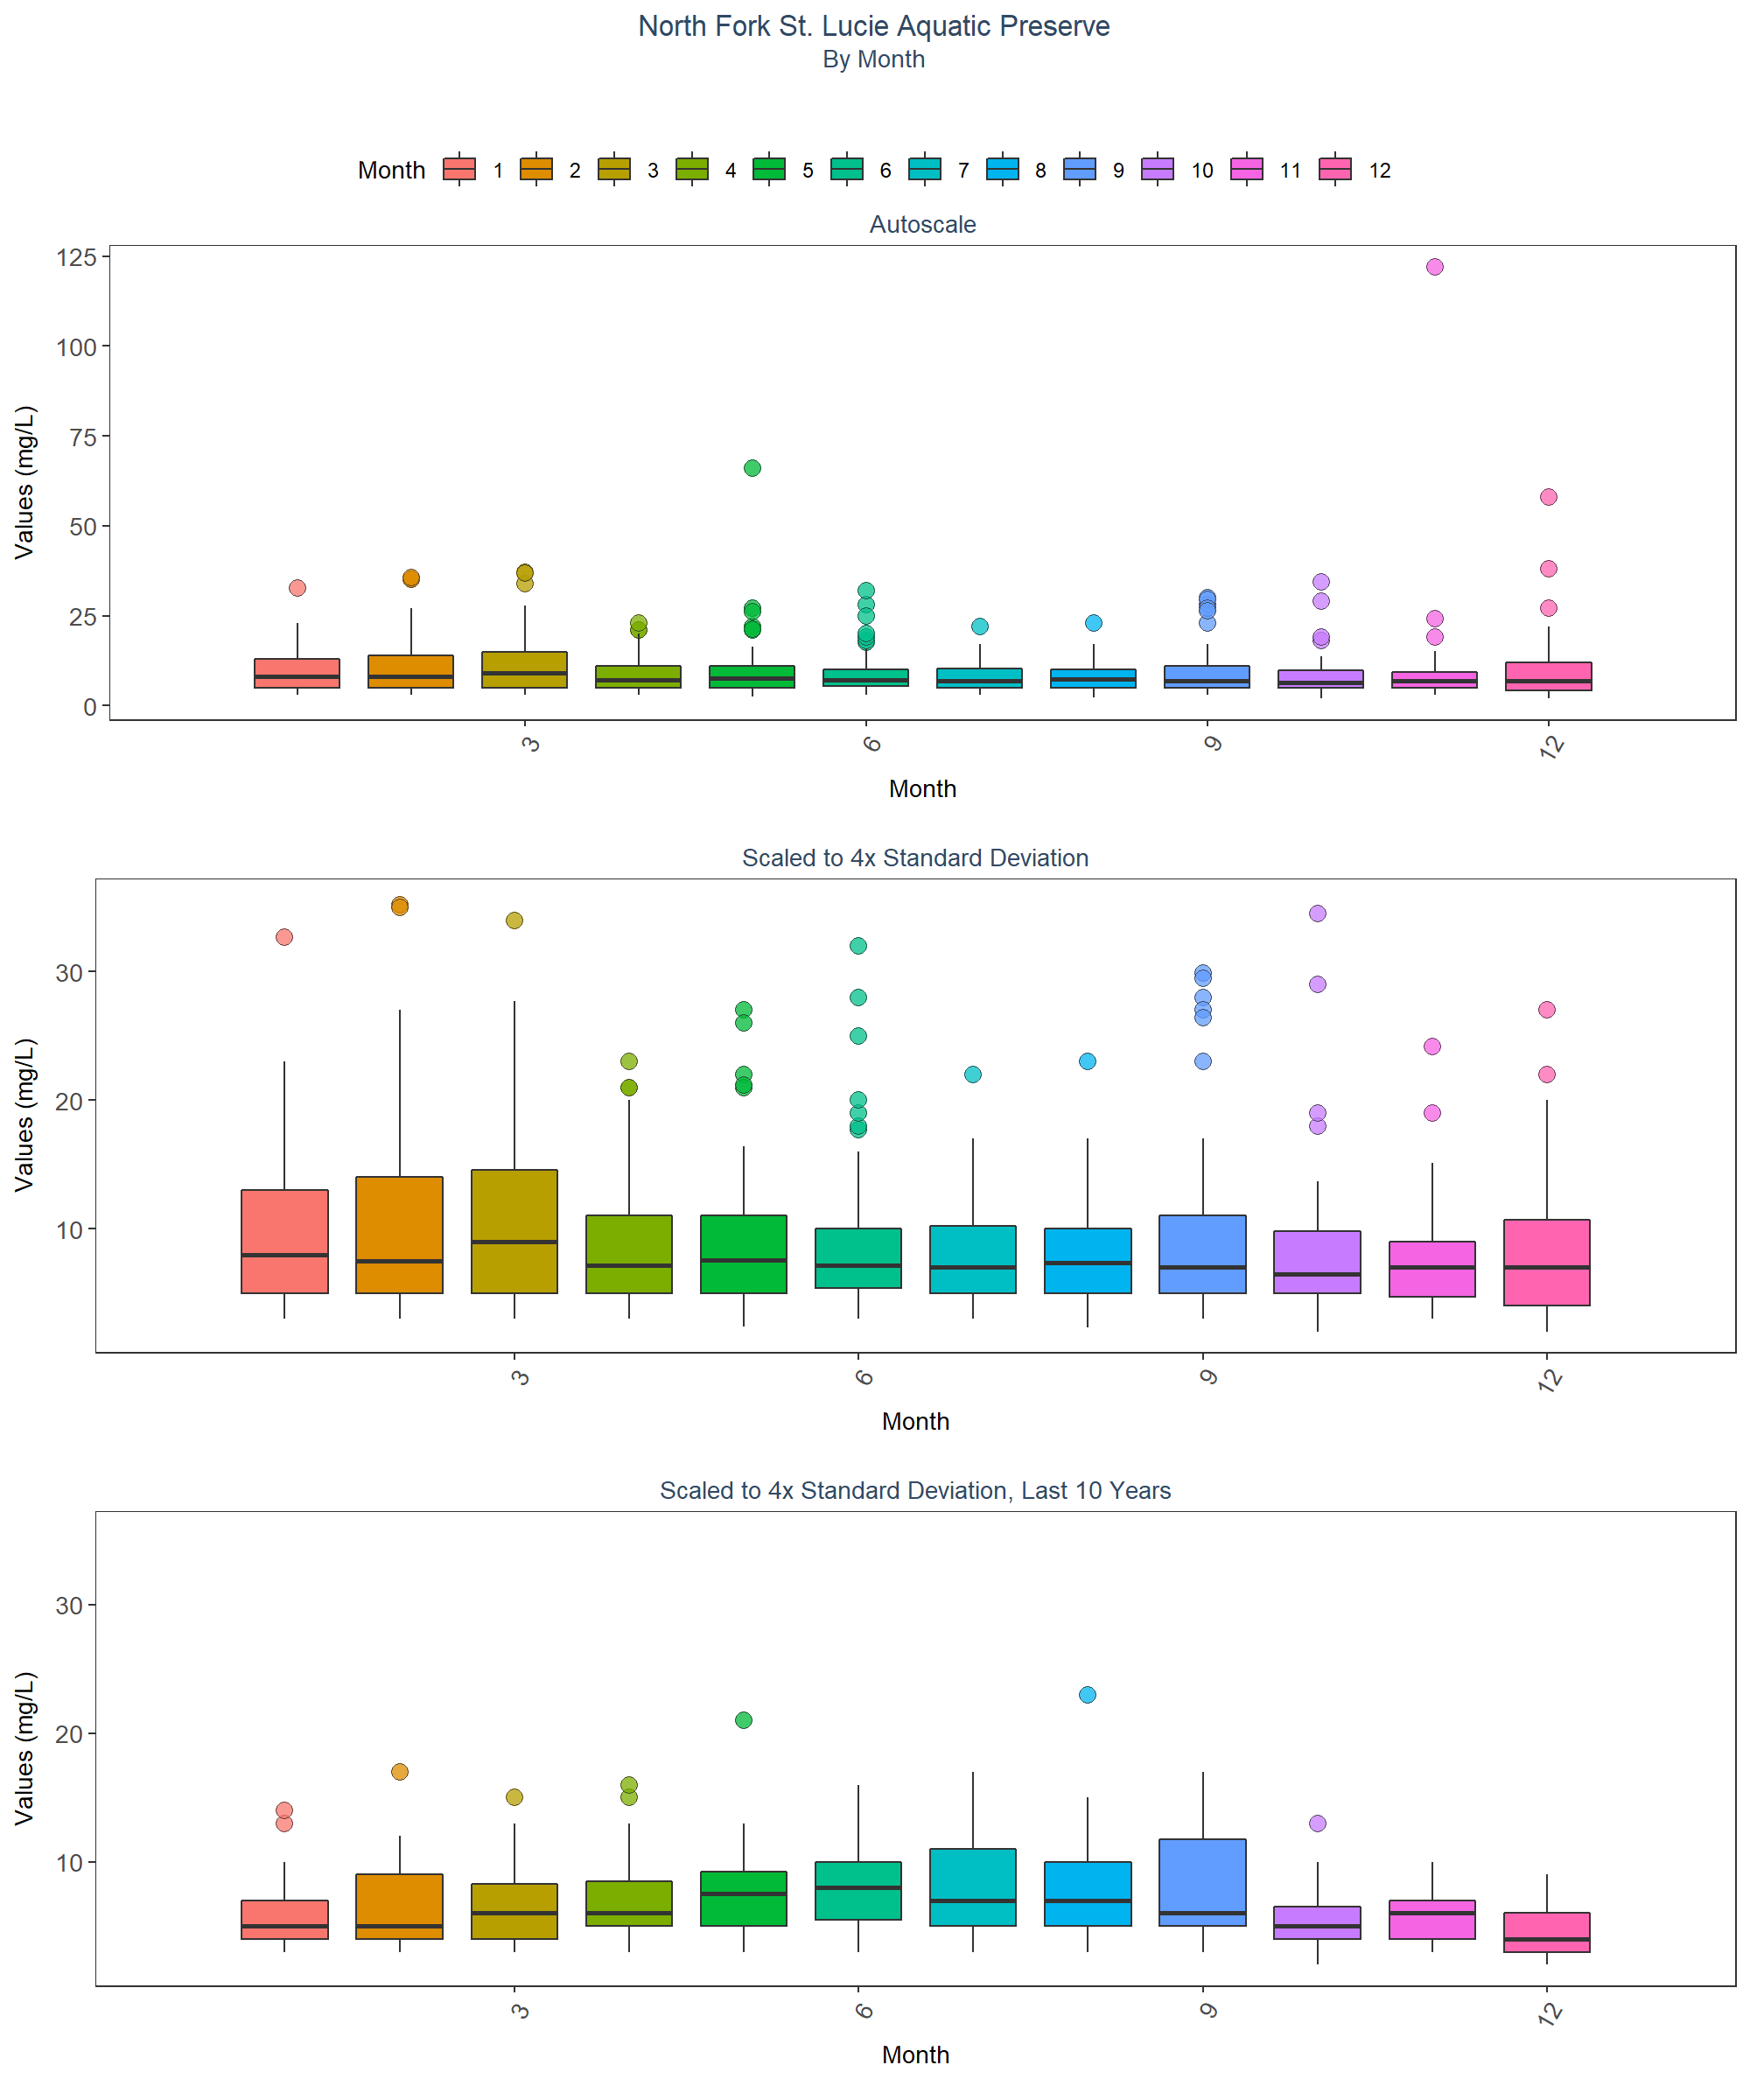 North Fork St. Lucie Aquatic Preserve
By Month
Month 1 2 3 4 5 6 7 8 9 10 11 12
Autoscale
125
100
75
50
25
0
Values (mg/L)
3 6 9 12
Month
Scaled to 4x Standard Deviation
30
20
10
Values (mg/L)
3 6 9 12
Month
Scaled to 4x Standard Deviation, Last 10 Years
30
20
10
Values (mg/L)
3 6 9 12
Month